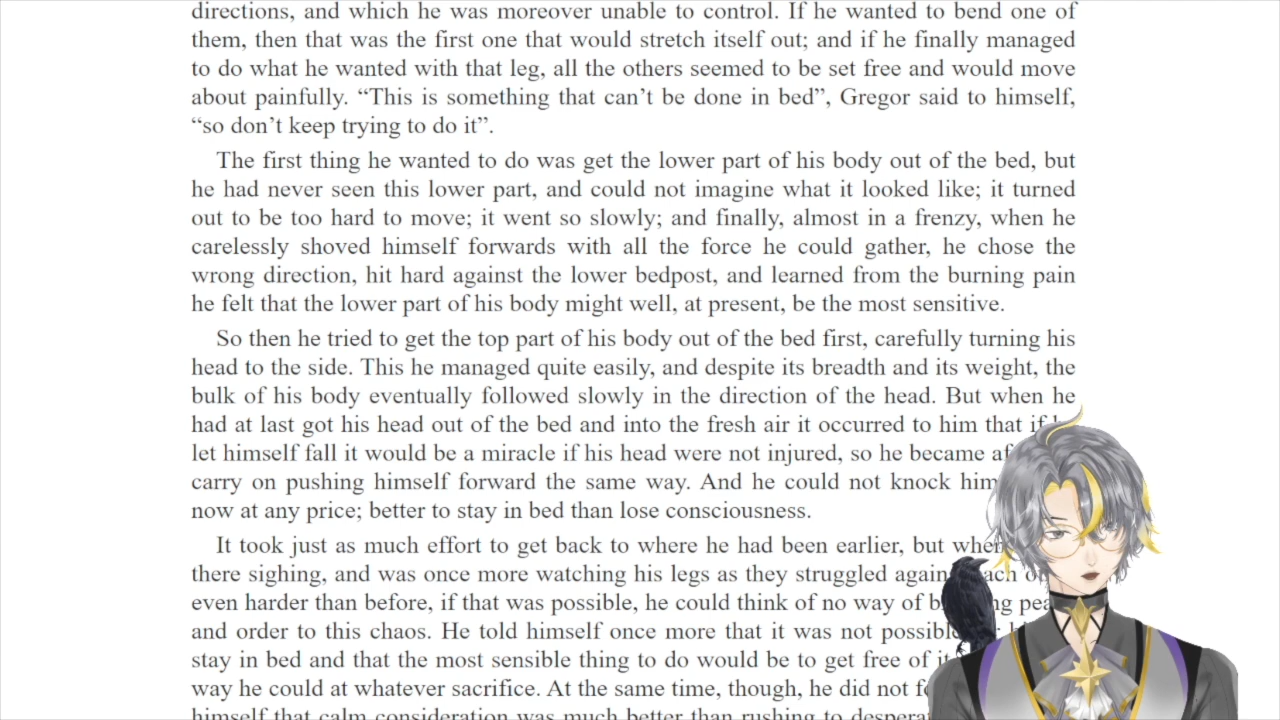 directions, and which he was moreover unable to control. If he wanted to bend one of
them, then that was the first one that would stretch itself out; and if he finally managed
to do what he wanted with that leg, all the others seemed to be set free and would move
about painfully. “This is something that can’t be done in bed”, Gregor said to himself,
“so don’t keep trying to do it”.
The first thing he wanted to do was get the lower part of his body out of the bed, but
he had never seen this lower part, and could not imagine what it looked like; it turned
out to be too hard to move; it went so slowly; and finally, almost in a frenzy, when he
carelessly shoved himself forwards with all the force he could gather, he chose the
wrong direction, hit hard against the lower bedpost, and learned from the burning pain
he felt that the lower part of his body might well, at present, be the most sensitive.
So then he tried to get the top part of his body out of the bed first, carefully turning his
head to the side. This he managed quite easily, and despite its breadth and its weight, the
bulk of his body eventually followed slowly in the direction of the head. But when he
had at last got his head out of the bed and into the fresh air it occurred to him that if
let himself fall it would be a miracle if his head were not injured, so he became
carry on pushing himself forward the same way. And he could not knock
now at any price; better to stay in bed than lose consciousness.
It took just as much effort to get back to where he had been earlier, but
there sighing, and was once more watching his legs as they struggled
even harder than before, if that was possible, he could think of no way of
and order to this chaos. He told himself once more that it was not
stay in bed and that the most sensible thing to do would be to get free of
way he could at whatever sacrifice. At the same time, though, he did not
himself that calm consideration was much better than rushing to